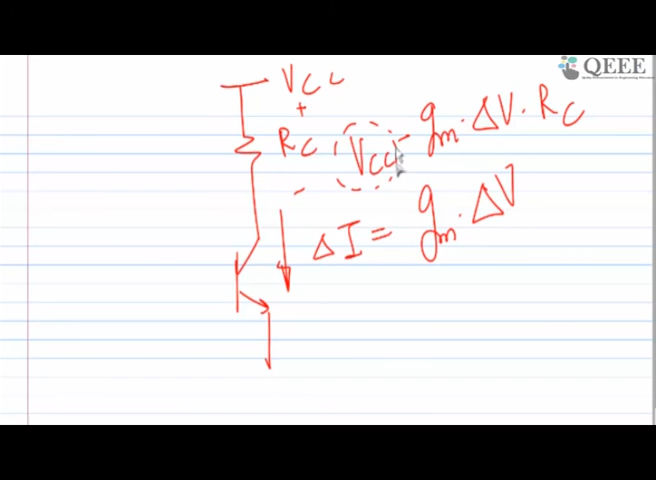 QEEE
VCC
+
RC VCC - gm·ΔV·RC
-
ΔI = gm·ΔV